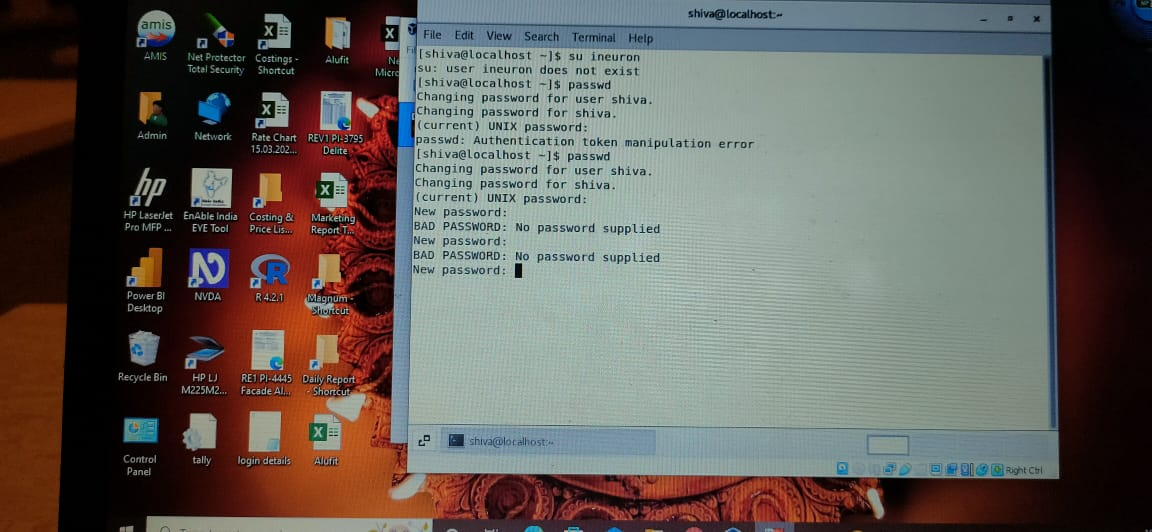 amis
AMIS
Net Protector
Total Security
Costings -
Shortcut
Alufit
Admin
Network
Rate Chart
15.03.202...
REV1 PI-3795
Delite
hp
HP LaserJet
Pro MFP ...
EnAble India
EYE Tool
Costing &
Price Lis...
Marketing
Report T...
Power BI
Desktop
NVDA
R 4.2.1
Magnum -
Shortcut
Recycle Bin
HP LJ
M225M2...
RE1 PI-4445
Facade Al...
Daily Report
- Shortcut
Control
Panel
tally
login details
Alufit
shiva@localhost:~
File Edit View Search Terminal Help
[shiva@localhost ~]$ su ineuron
su: user ineuron does not exist
[shiva@localhost ~]$ passwd
Changing password for user shiva.
Changing password for shiva.
(current) UNIX password:
passwd: Authentication token manipulation error
[shiva@localhost ~]$ passwd
Changing password for user shiva.
Changing password for shiva.
(current) UNIX password:
New password:
BAD PASSWORD: No password supplied
New password:
BAD PASSWORD: No password supplied
New password:
shiva@localhost:~
Right Ctrl